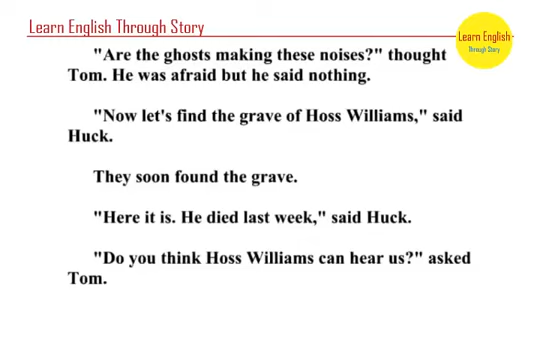 Learn English Through Story
Learn English
Through Story
"Are the ghosts making these noises?" thought
Tom. He was afraid but he said nothing.
"Now let's find the grave of Hoss Williams," said
Huck.
They soon found the grave.
"Here it is. He died last week," said Huck.
"Do you think Hoss Williams can hear us?" asked
Tom.